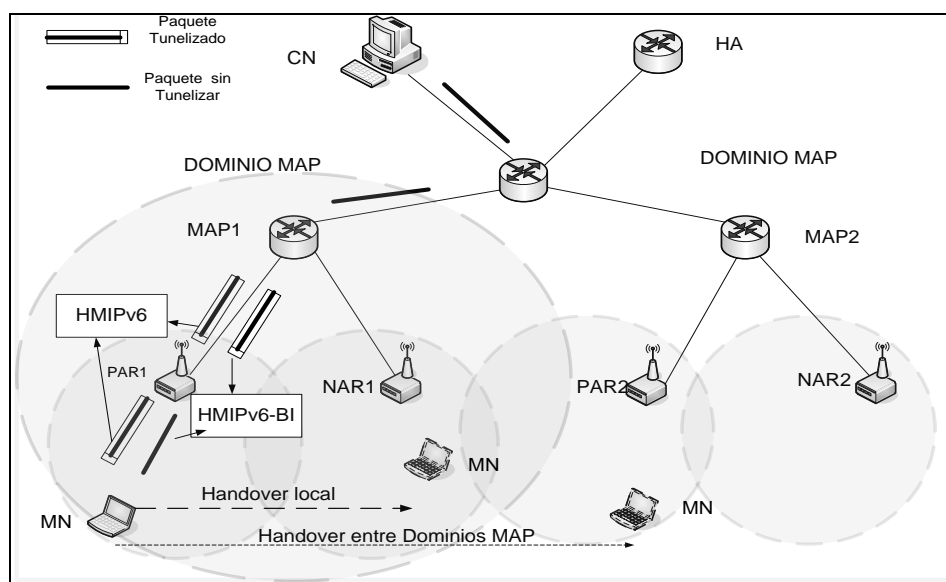 Paquete
Tunelizado
Paquete sin
Tunelizar
CN
HA
DOMINIO MAP
DOMINIO MAP
MAP1
MAP2
HMIPv6
PAR1
NAR1
PAR2
NAR2
HMIPv6-BI
MN
MN
MN
Handover local
Handover entre Dominios MAP